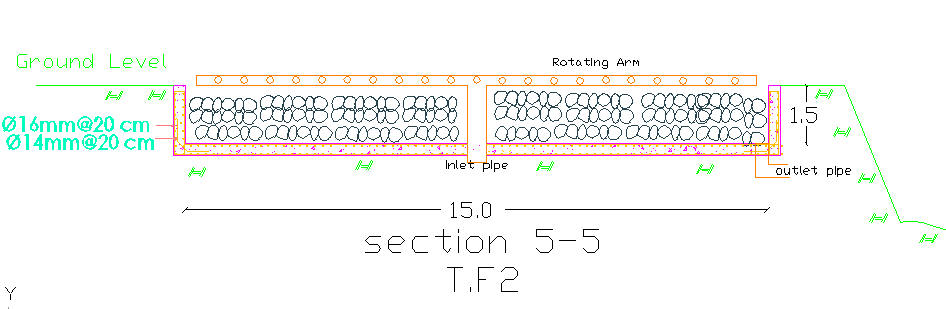 Rotating Arm
Ground Level
1.5
Ø16mm@20 cm
Ø14mm@20 cm
Inlet pipe
outlet pipe
15.0
section 5-5
T.F2
Y